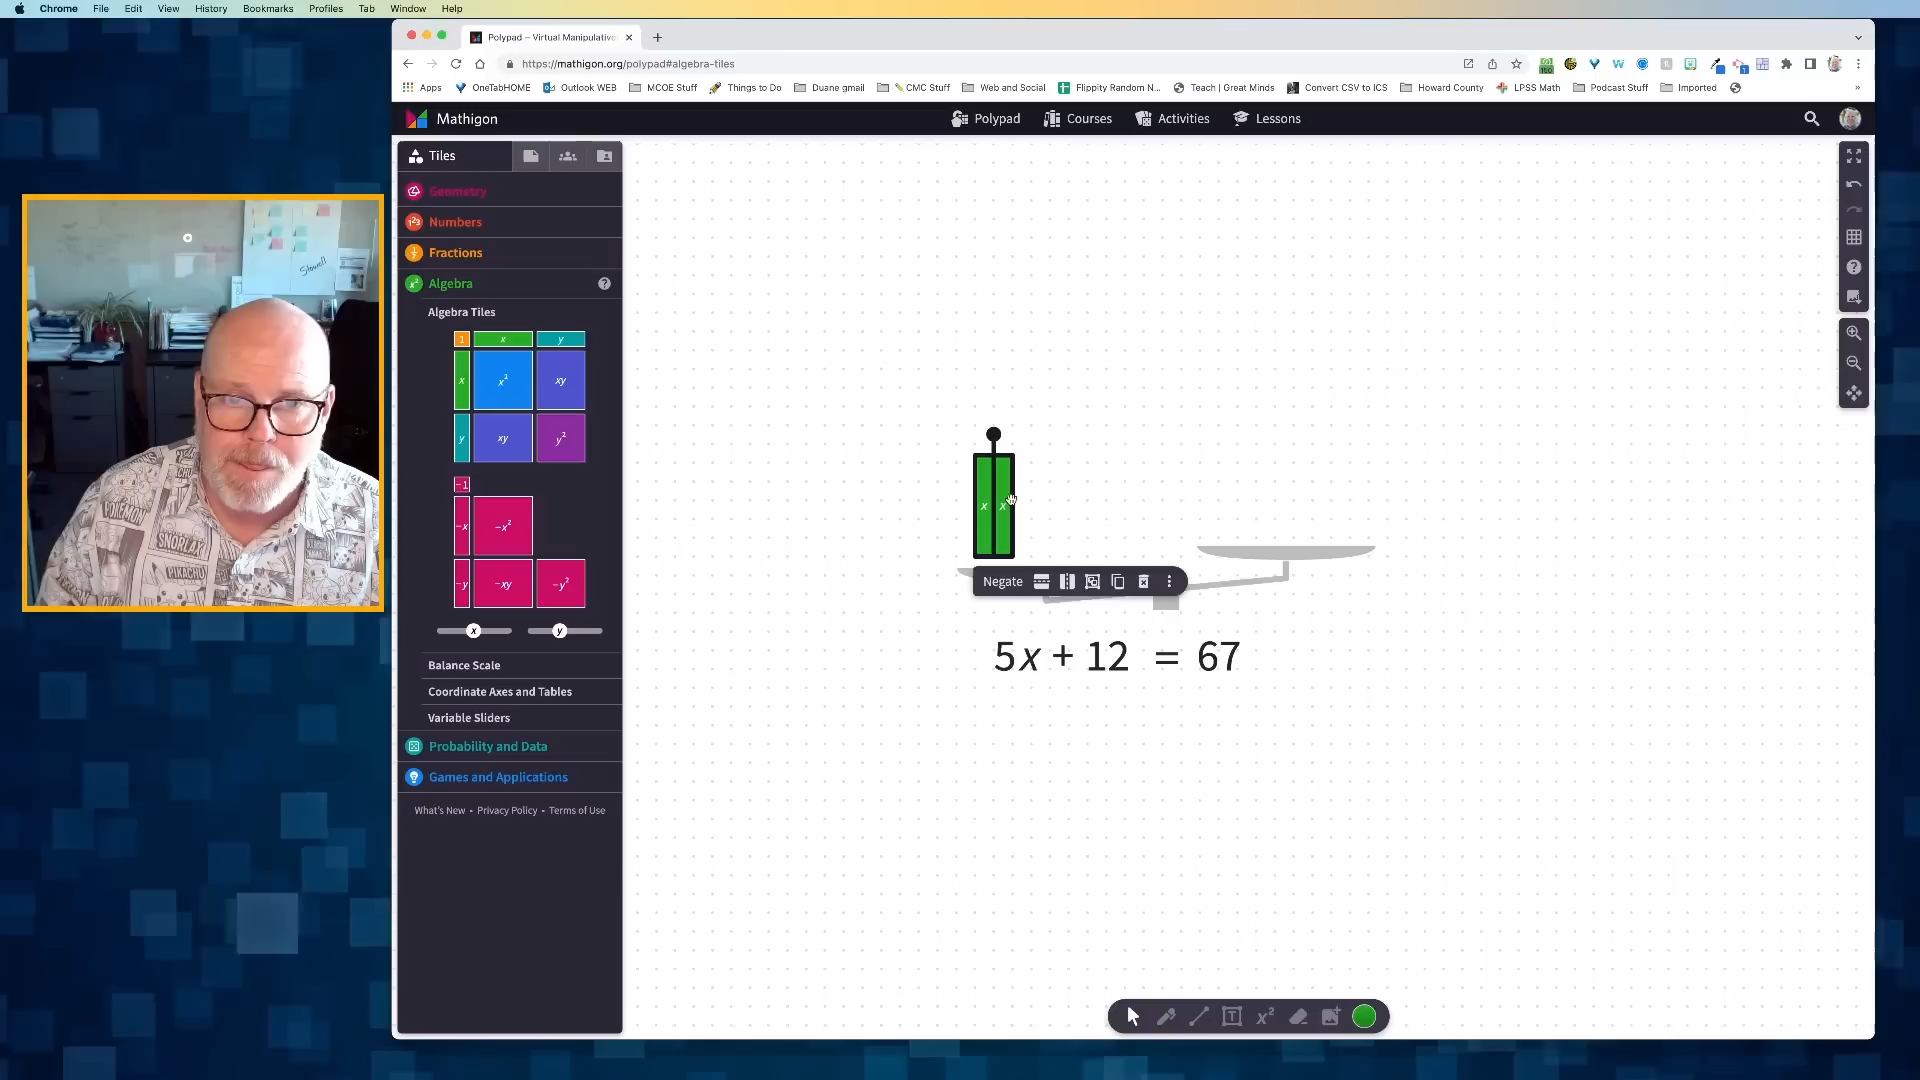 Chrome File Edit View History Bookmarks Profiles Tab Window Help
Polypad – Virtual Manipulative
https://mathigon.org/polypad#algebra-tiles
Apps OneTabHOME Outlook WEB MCOE Stuff Things to Do Duane gmail CMC Stuff Web and Social Flippity Random N... Teach | Great Minds Convert CSV to ICS Howard County LPSS Math Podcast Stuff Imported
Mathigon Polypad Courses Activities Lessons
Tiles
Geometry
Numbers
Fractions
Algebra
Algebra Tiles
1 x y
x x² xy
y xy y²
−1
−x −x²
−y −xy −y²
x y
Balance Scale
Coordinate Axes and Tables
Variable Sliders
Probability and Data
Games and Applications
What's New • Privacy Policy • Terms of Use
x x
Negate
5x + 12 = 67
T x²
Stowell
POKÉMON
SNORLAX
PIKACHU